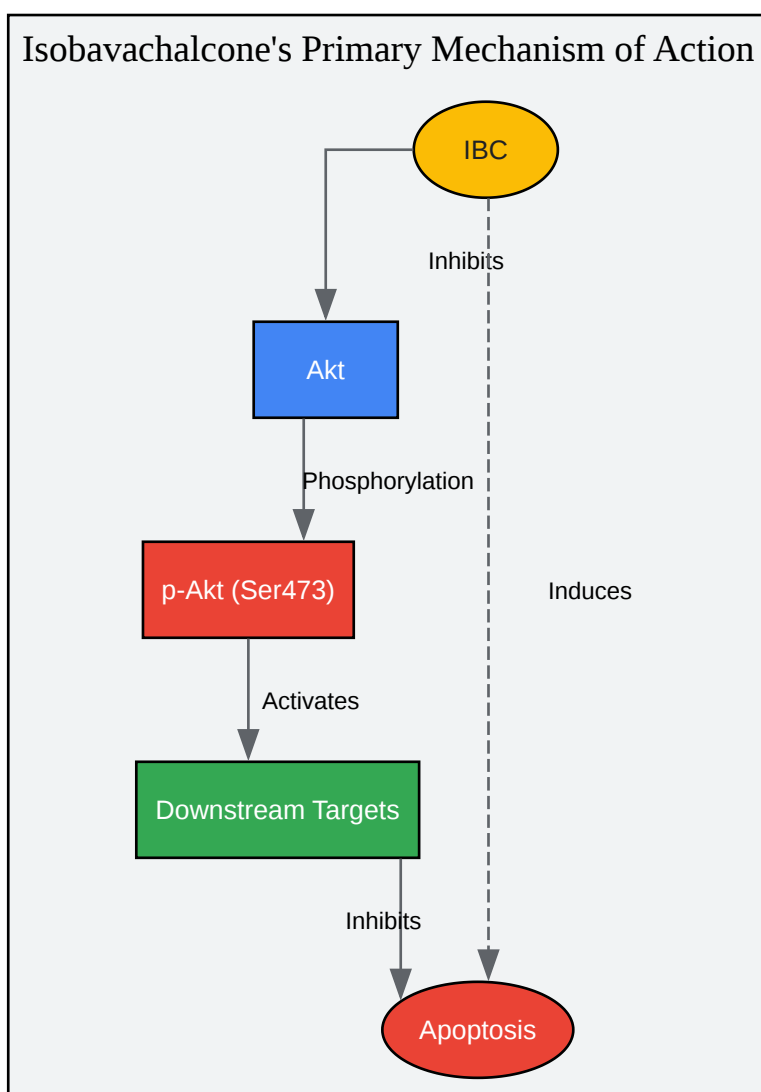 Isobavachalcone's Primary Mechanism of Action
IBC
Inhibits
Akt
Phosphorylation
p-Akt (Ser473)
Induces
Activates
Downstream Targets
Inhibits
Apoptosis